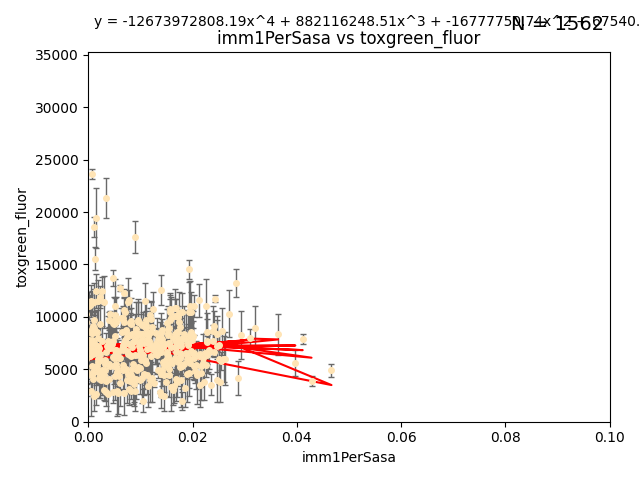 y = -12673972808.19x^4 + 882116248.51x^3 +
N = 1562
imm1PerSasa vs toxgreen_fluor
35000
30000
25000
20000
15000
10000
5000
0
toxgreen_fluor
0.00
0.02
0.04
0.06
0.08
0.10
imm1PerSasa